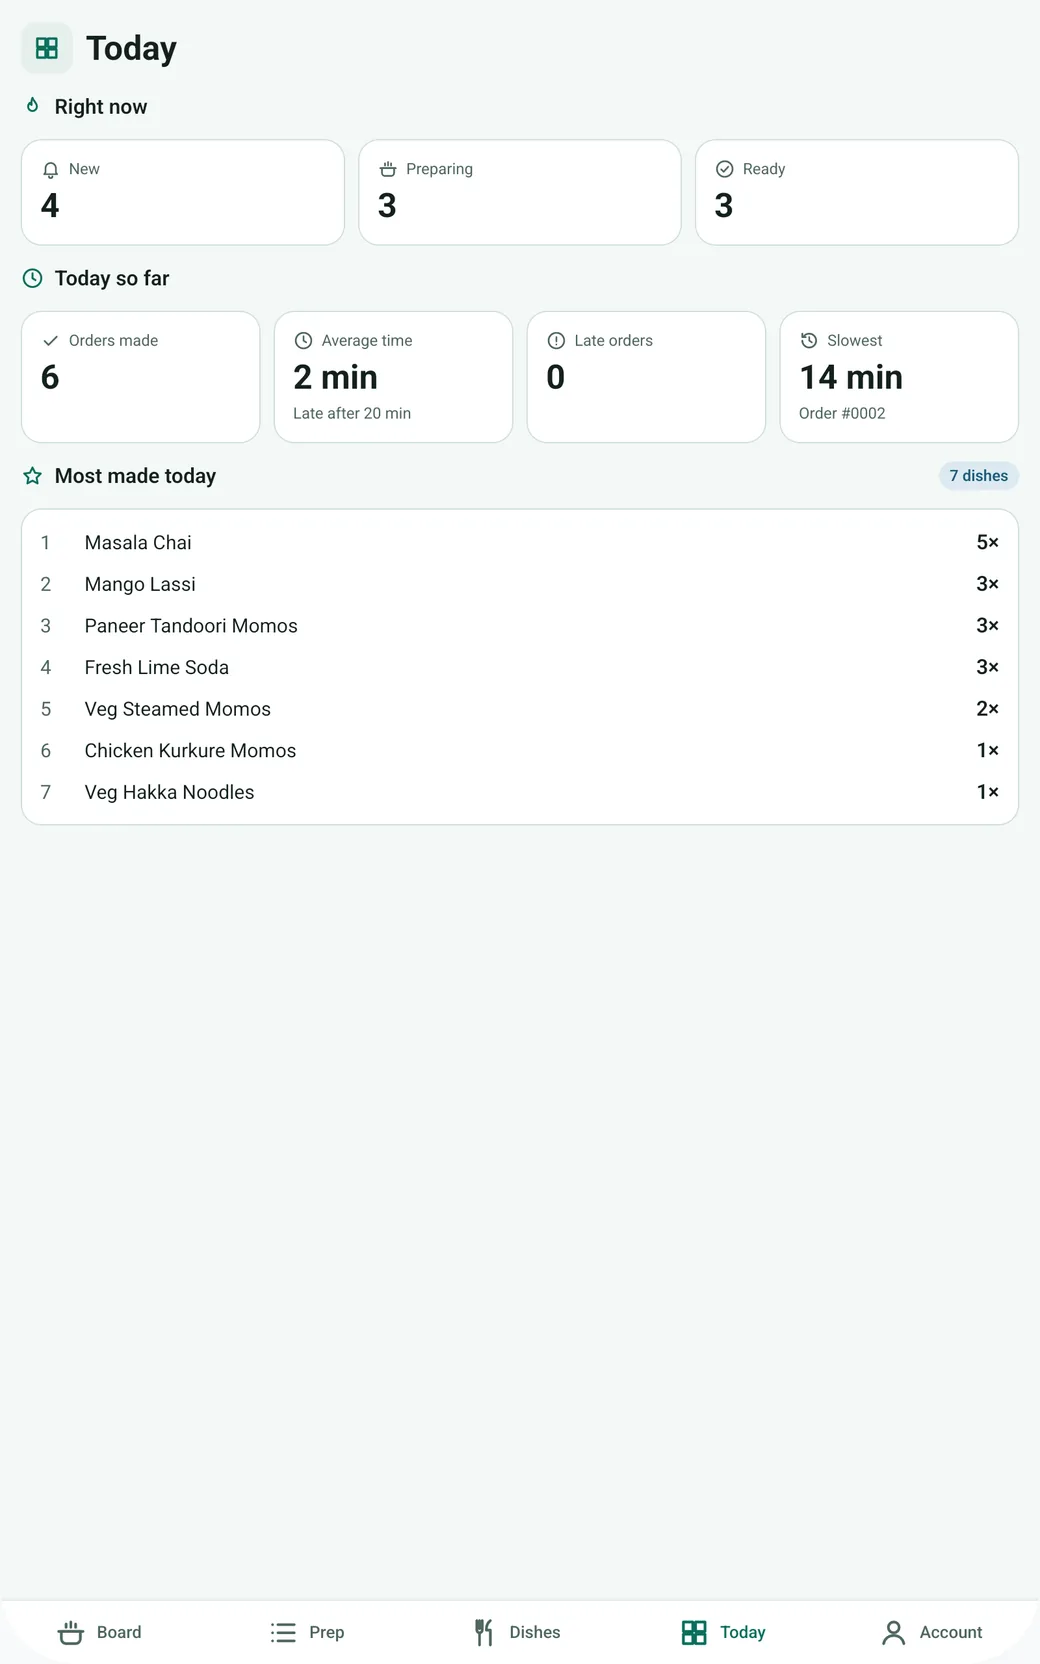 Today
Right now
New
4
Preparing
3
Ready
3
Today so far
Orders made
6
Average time
2 min
Late after 20 min
Late orders
0
Slowest
14 min
Order #0002
Most made today
7 dishes
1 Masala Chai 5×
2 Mango Lassi 3×
3 Paneer Tandoori Momos 3×
4 Fresh Lime Soda 3×
5 Veg Steamed Momos 2×
6 Chicken Kurkure Momos 1×
7 Veg Hakka Noodles 1×
Board Prep Dishes Today Account